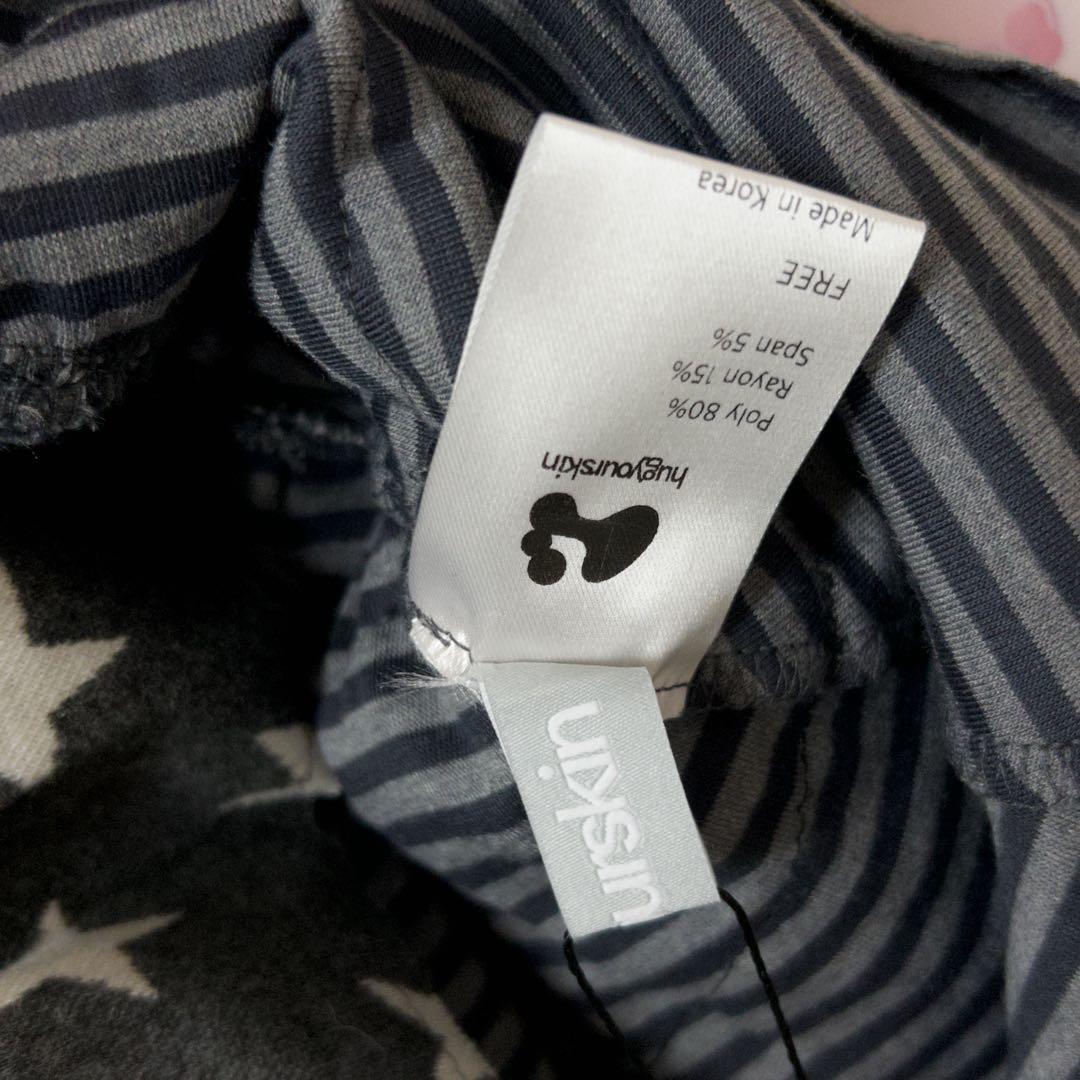 hugyourskin
Poly 80%
Rayon 15%
Span 5%
FREE
Made in Korea
urskin